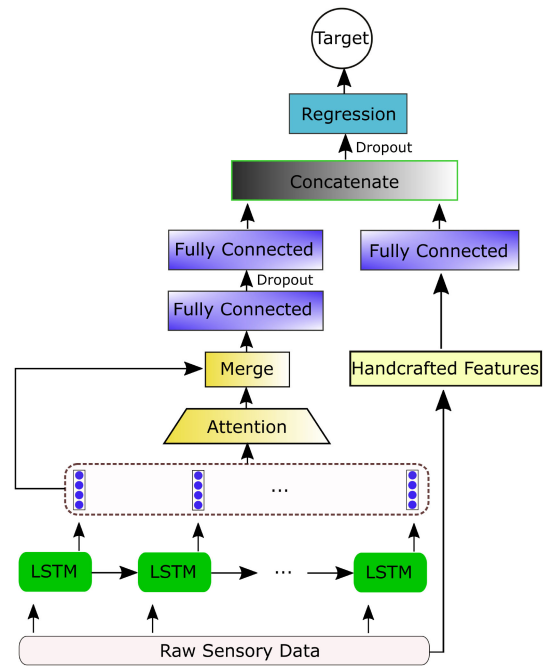 Target
Regression
Dropout
Concatenate
Fully Connected
Fully Connected
Dropout
Fully Connected
Merge
Handcrafted Features
Attention
...
LSTM
LSTM
...
LSTM
Raw Sensory Data